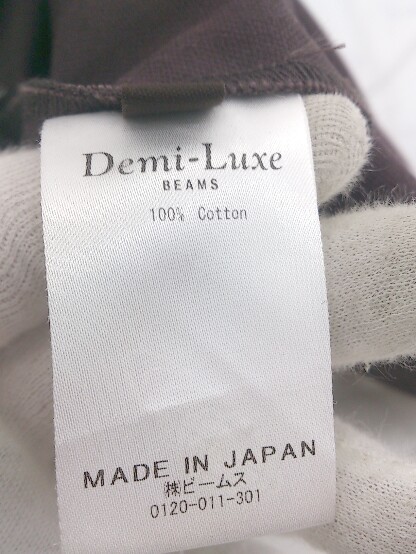 Demi-Luxe
BEAMS
100% Cotton
MADE IN JAPAN
㈱ビームス
0120-011-301